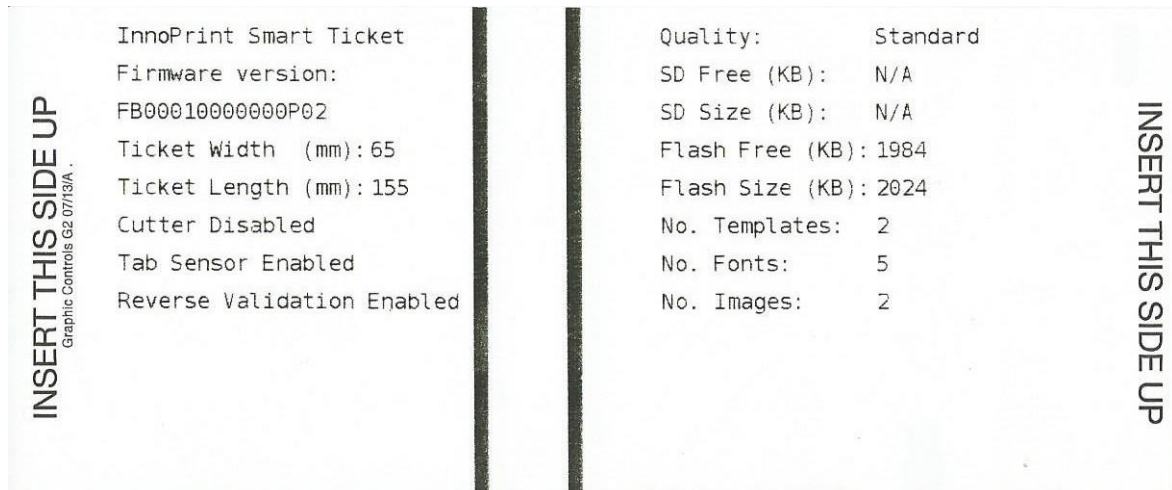 INSERT THIS SIDE UP
Graphic Controls G2 07/13/A .
InnoPrint Smart Ticket
Firmware version:
FB00010000000P02
Ticket Width (mm): 65
Ticket Length (mm): 155
Cutter Disabled
Tab Sensor Enabled
Reverse Validation Enabled
Quality: Standard
SD Free (KB): N/A
SD Size (KB): N/A
Flash Free (KB): 1984
Flash Size (KB): 2024
No. Templates: 2
No. Fonts: 5
No. Images: 2
INSERT THIS SIDE UP